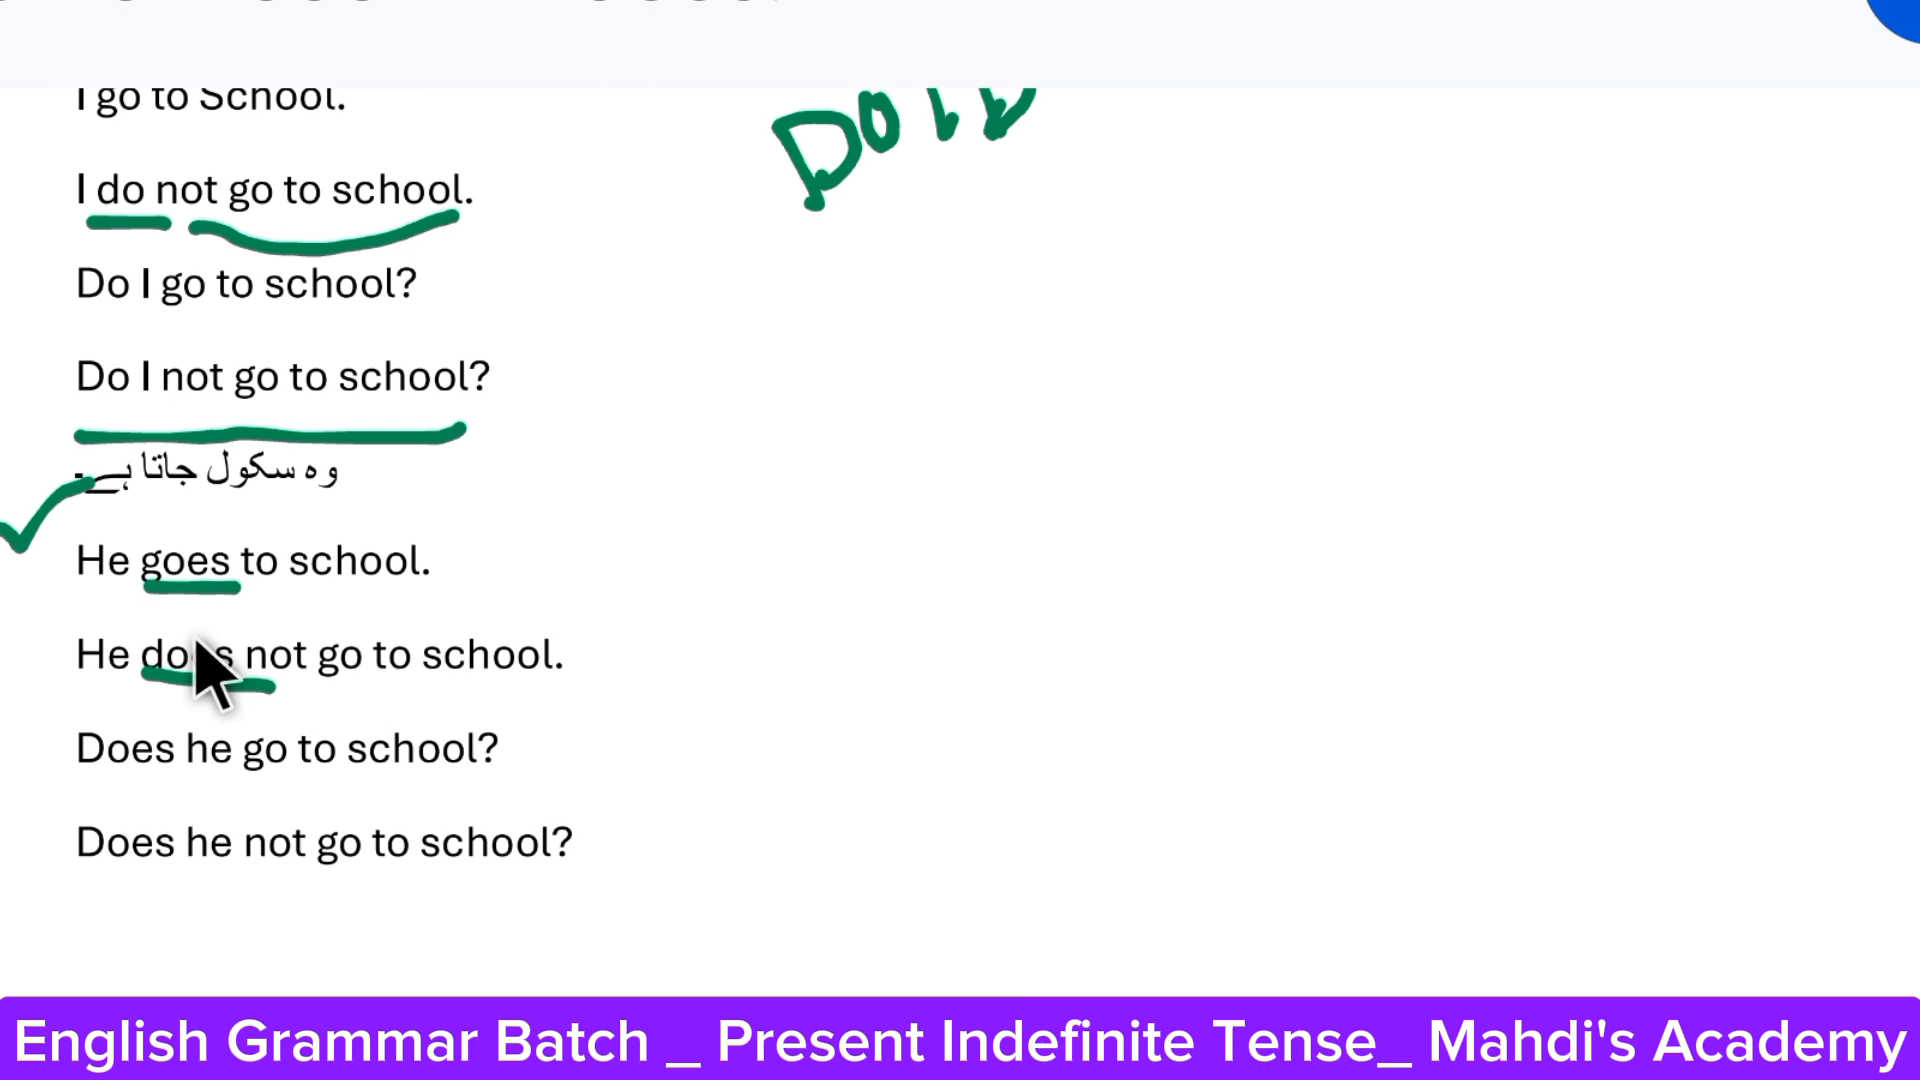 I go to School.
Do
I do not go to school.
Do I go to school?
Do I not go to school?
وہ سکول جاتا ہے۔
He goes to school.
He does not go to school.
Does he go to school?
Does he not go to school?
English Grammar Batch _ Present Indefinite Tense_ Mahdi's Academy